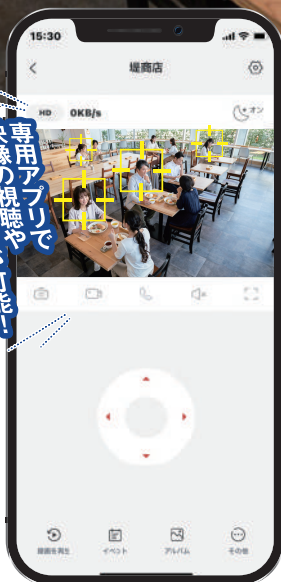 15:30
堤商店
HD 0KB/s
オン
専用アプリで
映像の視聴や
可能!
録画を再生 イベント アルバム その他